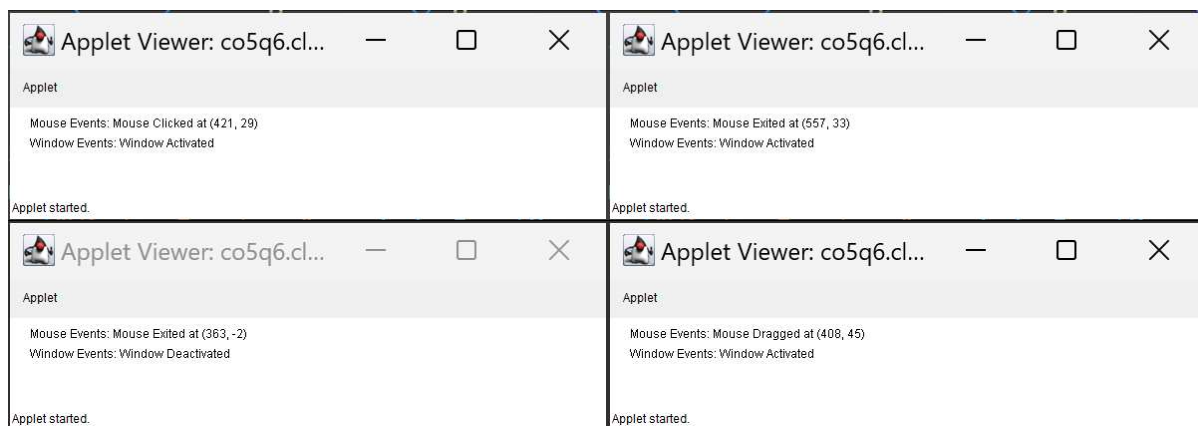 Applet Viewer: co5q6.cl...
Applet
Mouse Events: Mouse Clicked at (421, 29)
Window Events: Window Activated
Applet started.
Applet Viewer: co5q6.cl...
Applet
Mouse Events: Mouse Exited at (557, 33)
Window Events: Window Activated
Applet started.
Applet Viewer: co5q6.cl...
Applet
Mouse Events: Mouse Exited at (363, -2)
Window Events: Window Deactivated
Applet started.
Applet Viewer: co5q6.cl...
Applet
Mouse Events: Mouse Dragged at (408, 45)
Window Events: Window Activated
Applet started.